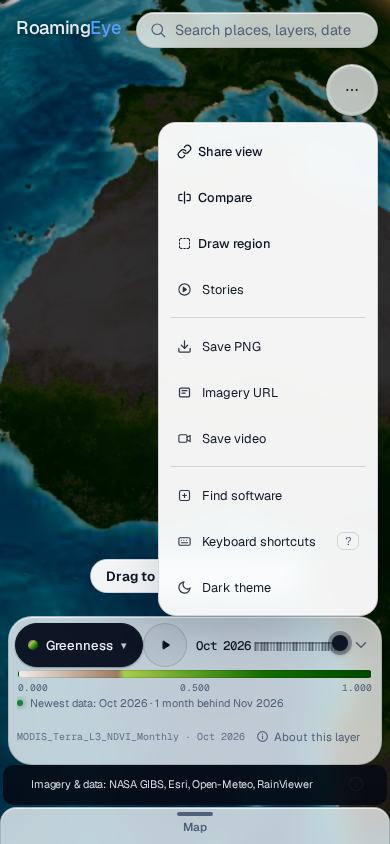 RoamingEye
Search places, layers, date
Share view
Compare
Draw region
Stories
Save PNG
Imagery URL
Save video
Find software
Keyboard shortcuts ?
Dark theme
Drag to
Greenness ▾ Oct 2026
0.000 0.500 1.000
Newest data: Oct 2026 · 1 month behind Nov 2026
MODIS_Terra_L3_NDVI_Monthly · Oct 2026 About this layer
Imagery & data: NASA GIBS, Esri, Open-Meteo, RainViewer
Map